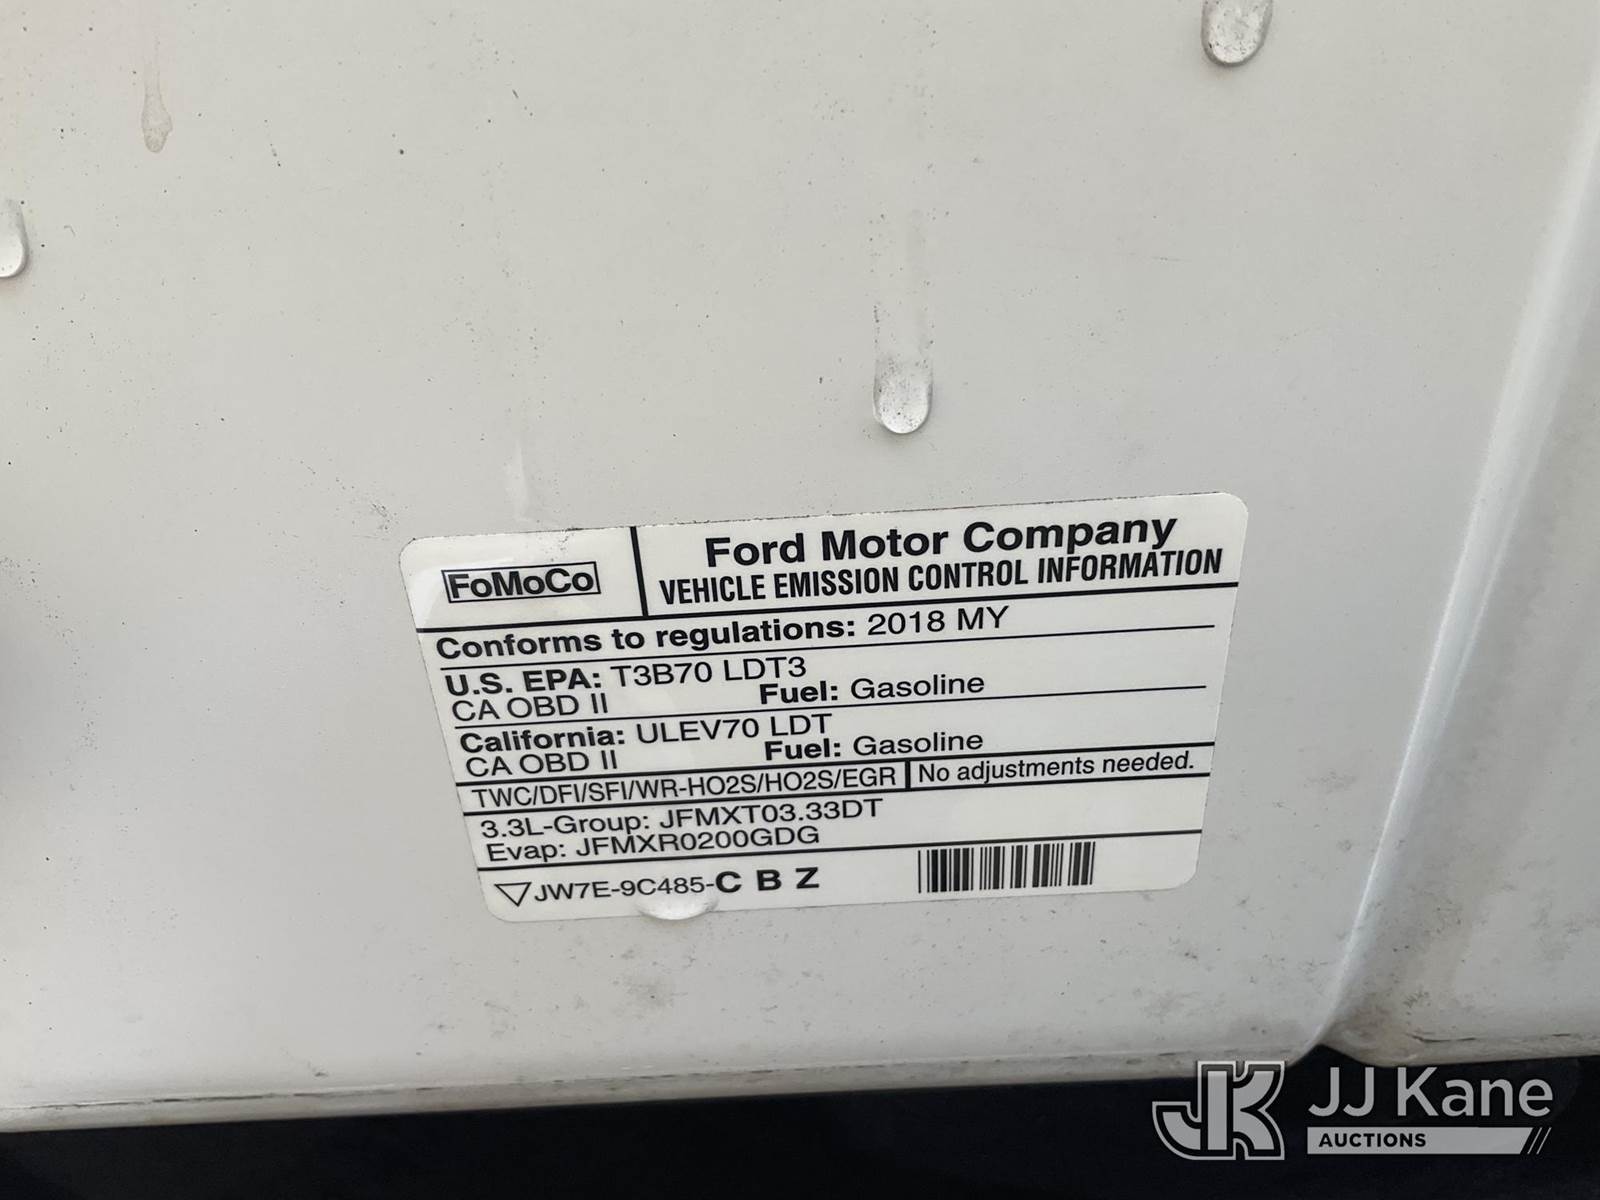 FoMoCo
Ford Motor Company
VEHICLE EMISSION CONTROL INFORMATION
Conforms to regulations: 2018 MY
U.S. EPA: T3B70 LDT3
CA OBD II Fuel: Gasoline
California: ULEV70 LDT
CA OBD II Fuel: Gasoline
TWC/DFI/SFI/WR-HO2S/HO2S/EGR No adjustments needed.
3.3L-Group: JFMXT03.33DT
Evap: JFMXR0200GDG
JW7E-9C485-C B Z
JK JJ Kane
AUCTIONS